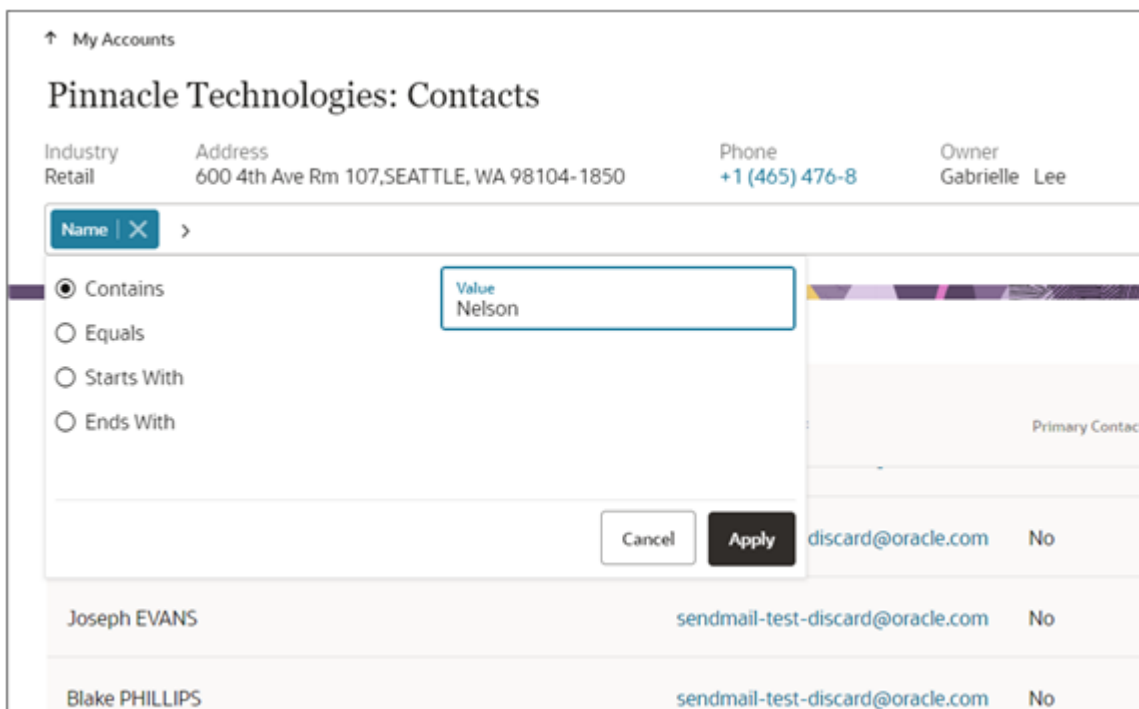 ↑ My Accounts
Pinnacle Technologies: Contacts
Industry Address Phone Owner
Retail 600 4th Ave Rm 107,SEATTLE, WA 98104-1850 +1 (465) 476-8 Gabrielle Lee
Name | X >
Contains
Value
Nelson
Equals
Starts With
Ends With
Primary Contac
Cancel Apply discard@oracle.com No
Joseph EVANS sendmail-test-discard@oracle.com No
Blake PHILLIPS sendmail-test-discard@oracle.com No